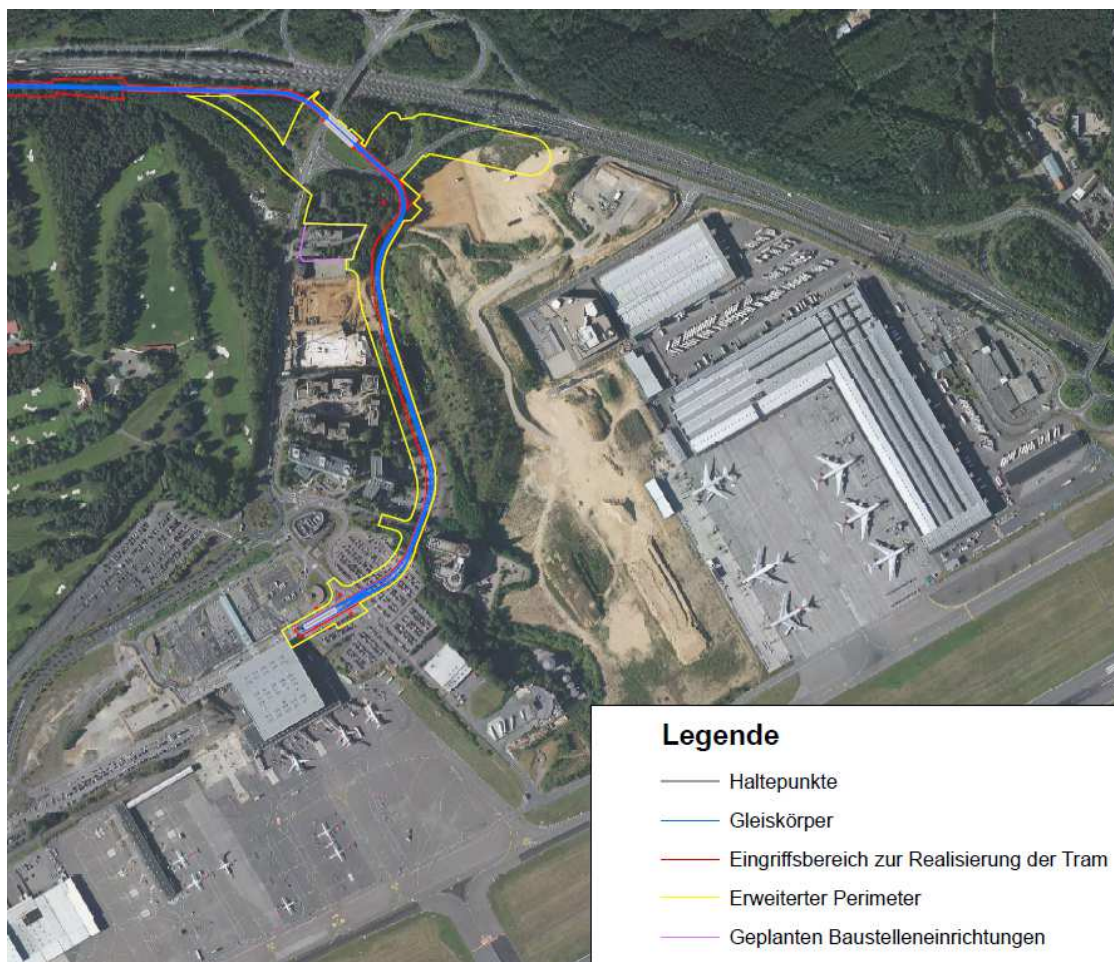 Legende
Haltepunkte
Gleiskörper
Eingriffsbereich zur Realisierung der Tram
Erweiterter Perimeter
Geplanten Baustelleneinrichtungen